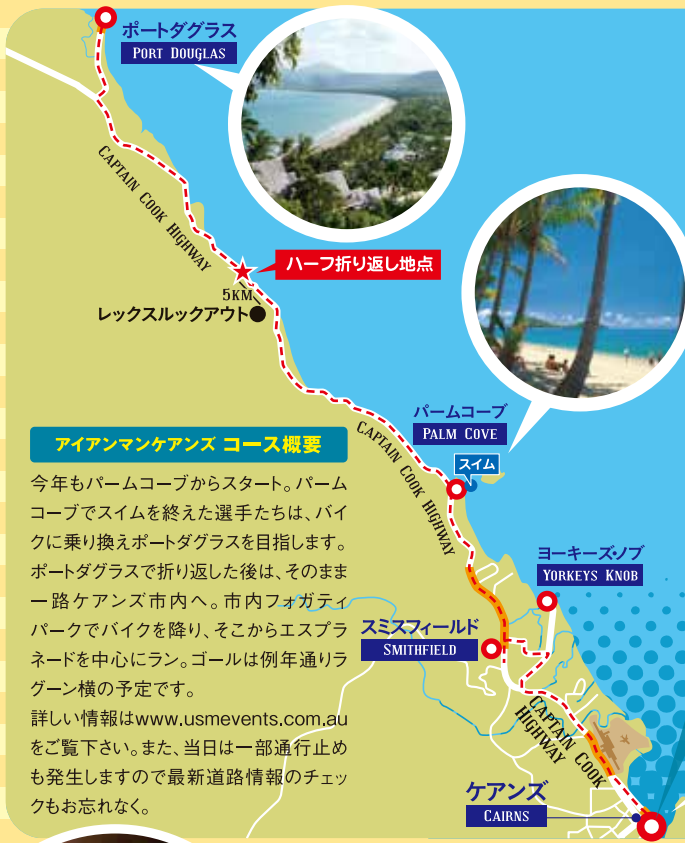 ポートダグラス
PORT DOUGLAS
CAPTAIN COOK HIGHWAY
ハーフ折り返し地点
5KM
レックスルックアウト
パームコーブ
PALM COVE
スイム
CAPTAIN COOK HIGHWAY
アイアンマンケアンズ コース概要
今年もパームコーブからスタート。パーム
コーブでスイムを終えた選手たちは、バイ
クに乗り換えポートダグラスを目指します。
ポートダグラスで折り返した後は、そのまま
一路ケアンズ市内へ。市内フォガティ
パークでバイクを降り、そこからエスプラ
ネードを中心にラン。ゴールは例年通りラ
グーン横の予定です。
詳しい情報はwww.usmevents.com.au
をご覧下さい。また、当日は一部通行止め
も発生しますので最新道路情報のチェッ
クもお忘れなく。
ヨーキーズ・ノブ
YORKEYS KNOB
スミスフィールド
SMITHFIELD
CAPTAIN COOK
HIGHWAY
ケアンズ
CAIRNS